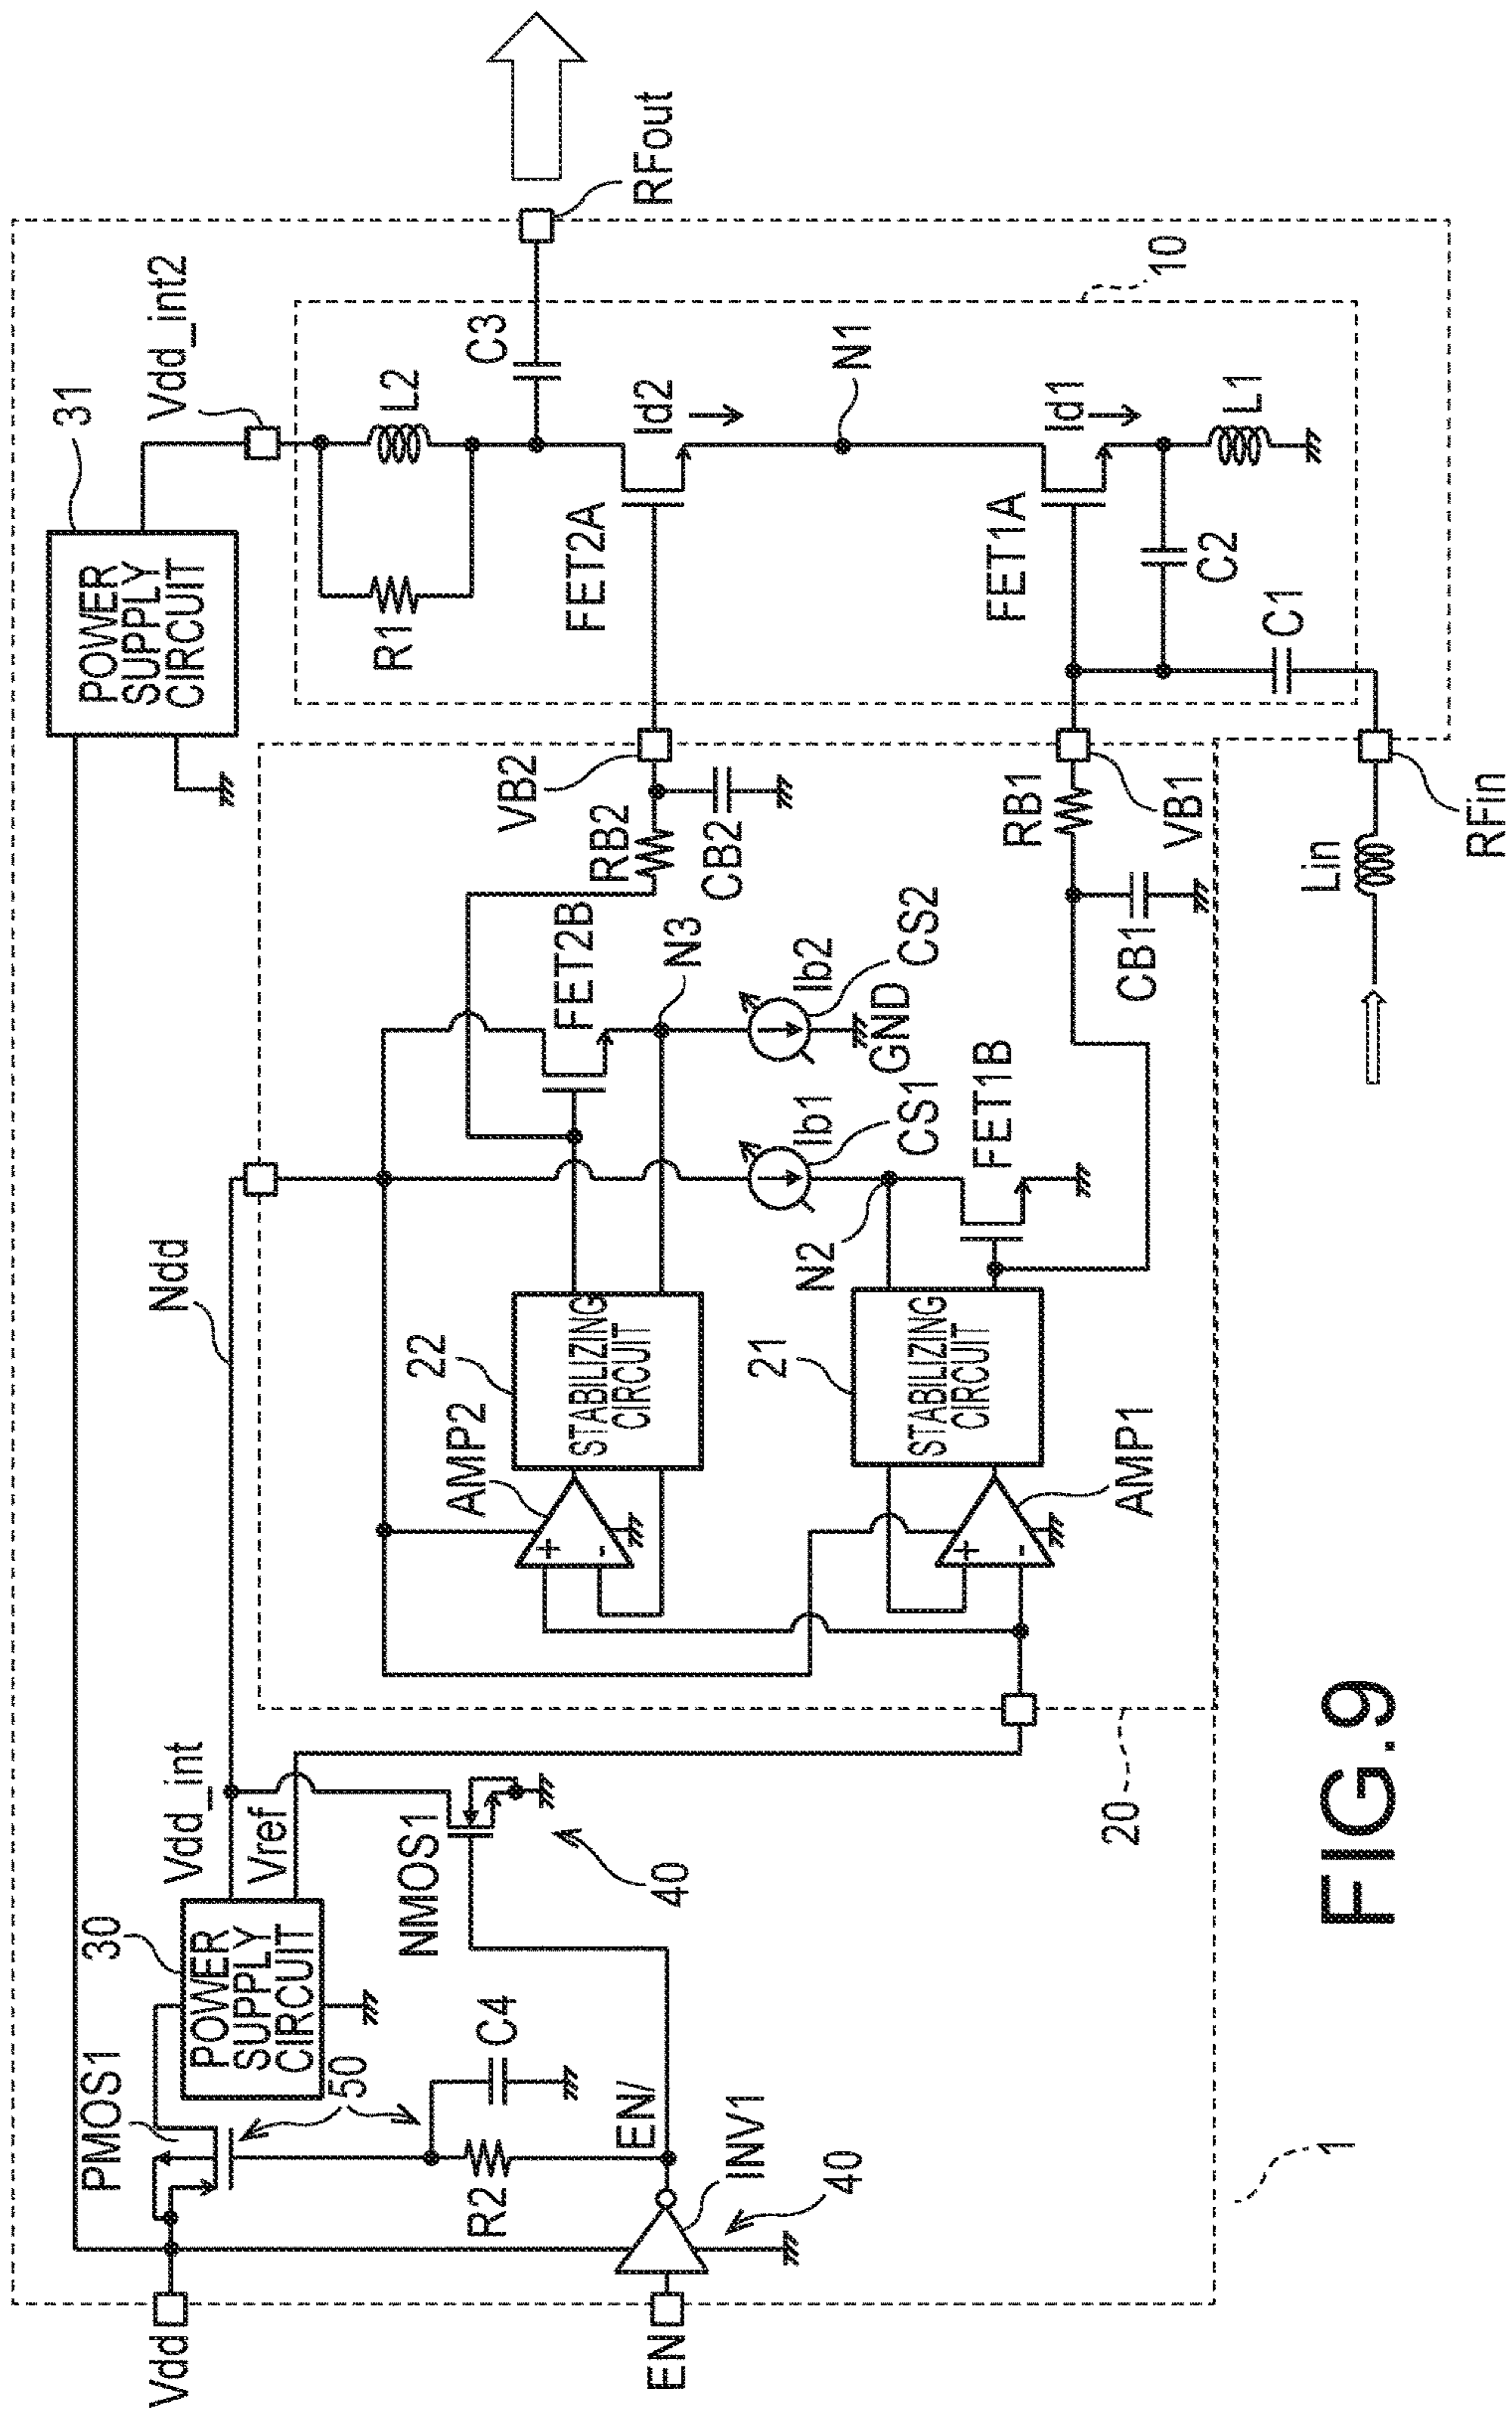 Vdd
PMOS1
30
POWER
SUPPLY
CIRCUIT
Vdd_int
Vref
Ndd
31
POWER
SUPPLY
CIRCUIT
Vdd_int2
50
R2
C4
EN/
NMOS1
40
INV1
40
EN
AMP2
+
-
22
STABILIZING
CIRCUIT
FET2B
N3
Ib2
CS2
GND
RB2
CB2
VB2
R1
L2
C3
RFout
FET2A
Id2
N1
10
AMP1
+
-
21
STABILIZING
CIRCUIT
N2
Ib1
CS1
FET1B
RB1
CB1
VB1
FET1A
Id1
L1
C2
C1
Lin
RFin
20
1
FIG.9